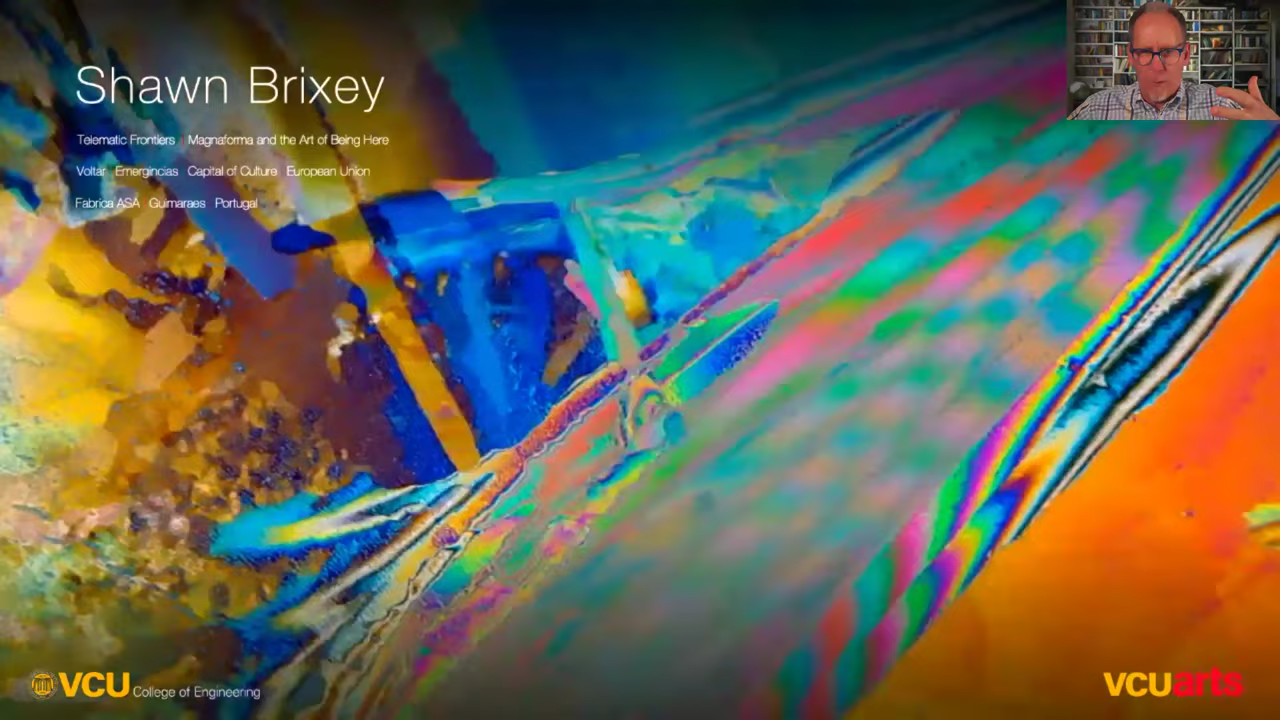 Shawn Brixey
Telematic Frontiers Magnaforma and the Art of Being Here
Voltár Emergincias Capital of Culture European Union
Fabrica ASA Guimaraes Portugal
VCU College of Engineering
vcuarts